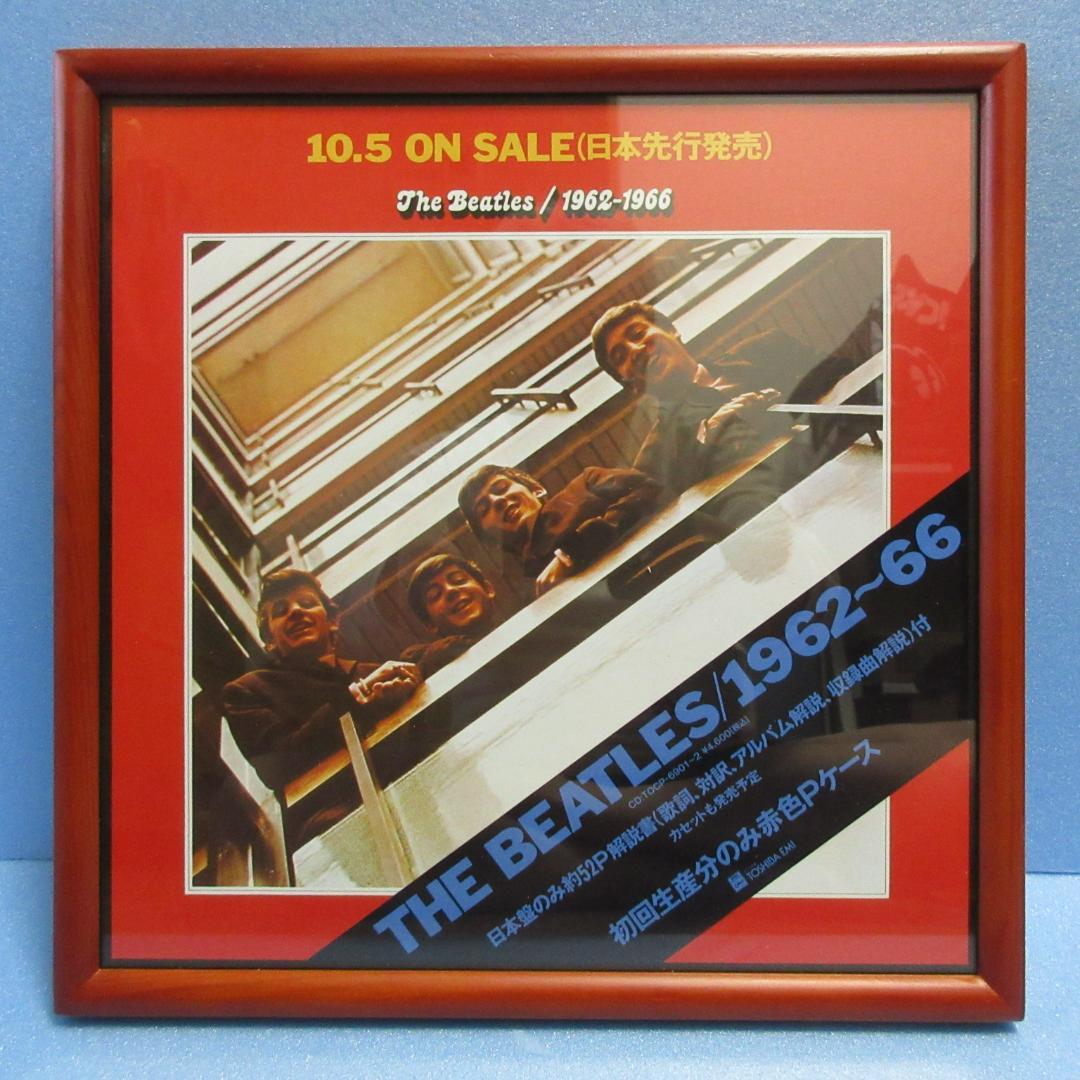 10.5 ON SALE(日本先行発売)
The Beatles / 1962-1966
THE BEATLES/1962〜66
CD:TOCP-6901~2 ¥4,600(税込)
日本盤のみ約52P解説書(歌詞、対訳、アルバム解説、収録曲解説)付
カセットも発売予定
初回生産分のみ赤色Pケース
TOSHIBA EMI